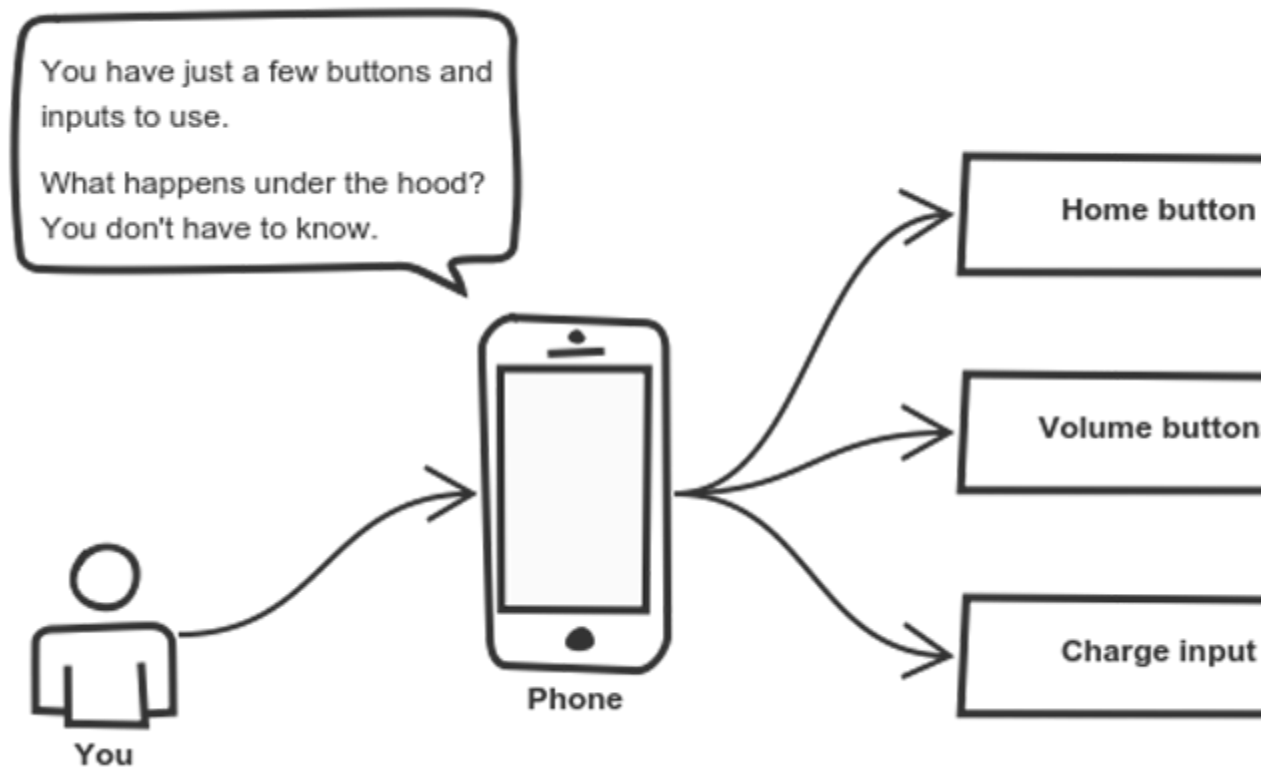 You have just a few buttons and
inputs to use.
What happens under the hood?
You don't have to know.
Home button
Volume button
Charge input
Phone
You